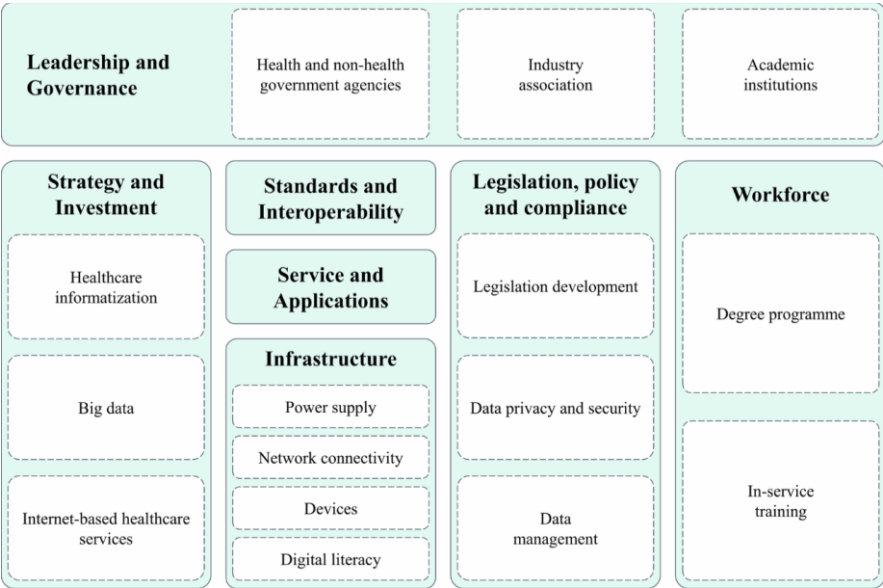 Leadership and
Governance
Health and non-health
government agencies
Industry
association
Academic
institutions
Strategy and
Investment
Healthcare
informatization
Big data
Internet-based healthcare
services
Standards and
Interoperability
Service and
Applications
Infrastructure
Power supply
Network connectivity
Devices
Digital literacy
Legislation, policy
and compliance
Legislation development
Data privacy and security
Data
management
Workforce
Degree programme
In-service
training